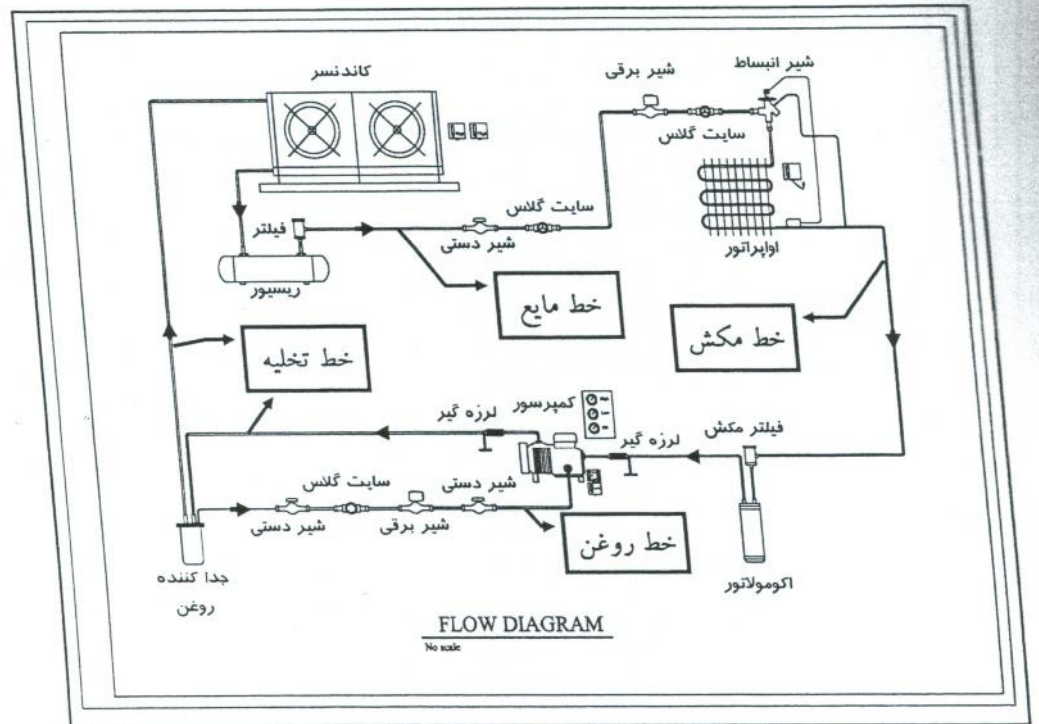 کاندنسر
شیر برقی
شیر انبساط
سایت گلاس
فیلتر
ریسیور
شیر دستی
سایت گلاس
اواپراتور
خط مایع
خط مکش
خط تخلیه
لرزه گیر
کمپرسور
لرزه گیر
فیلتر مکش
شیر دستی
سایت گلاس
شیر برقی
شیر دستی
خط روغن
اکومولاتور
جدا کننده
روغن
FLOW DIAGRAM
No scale